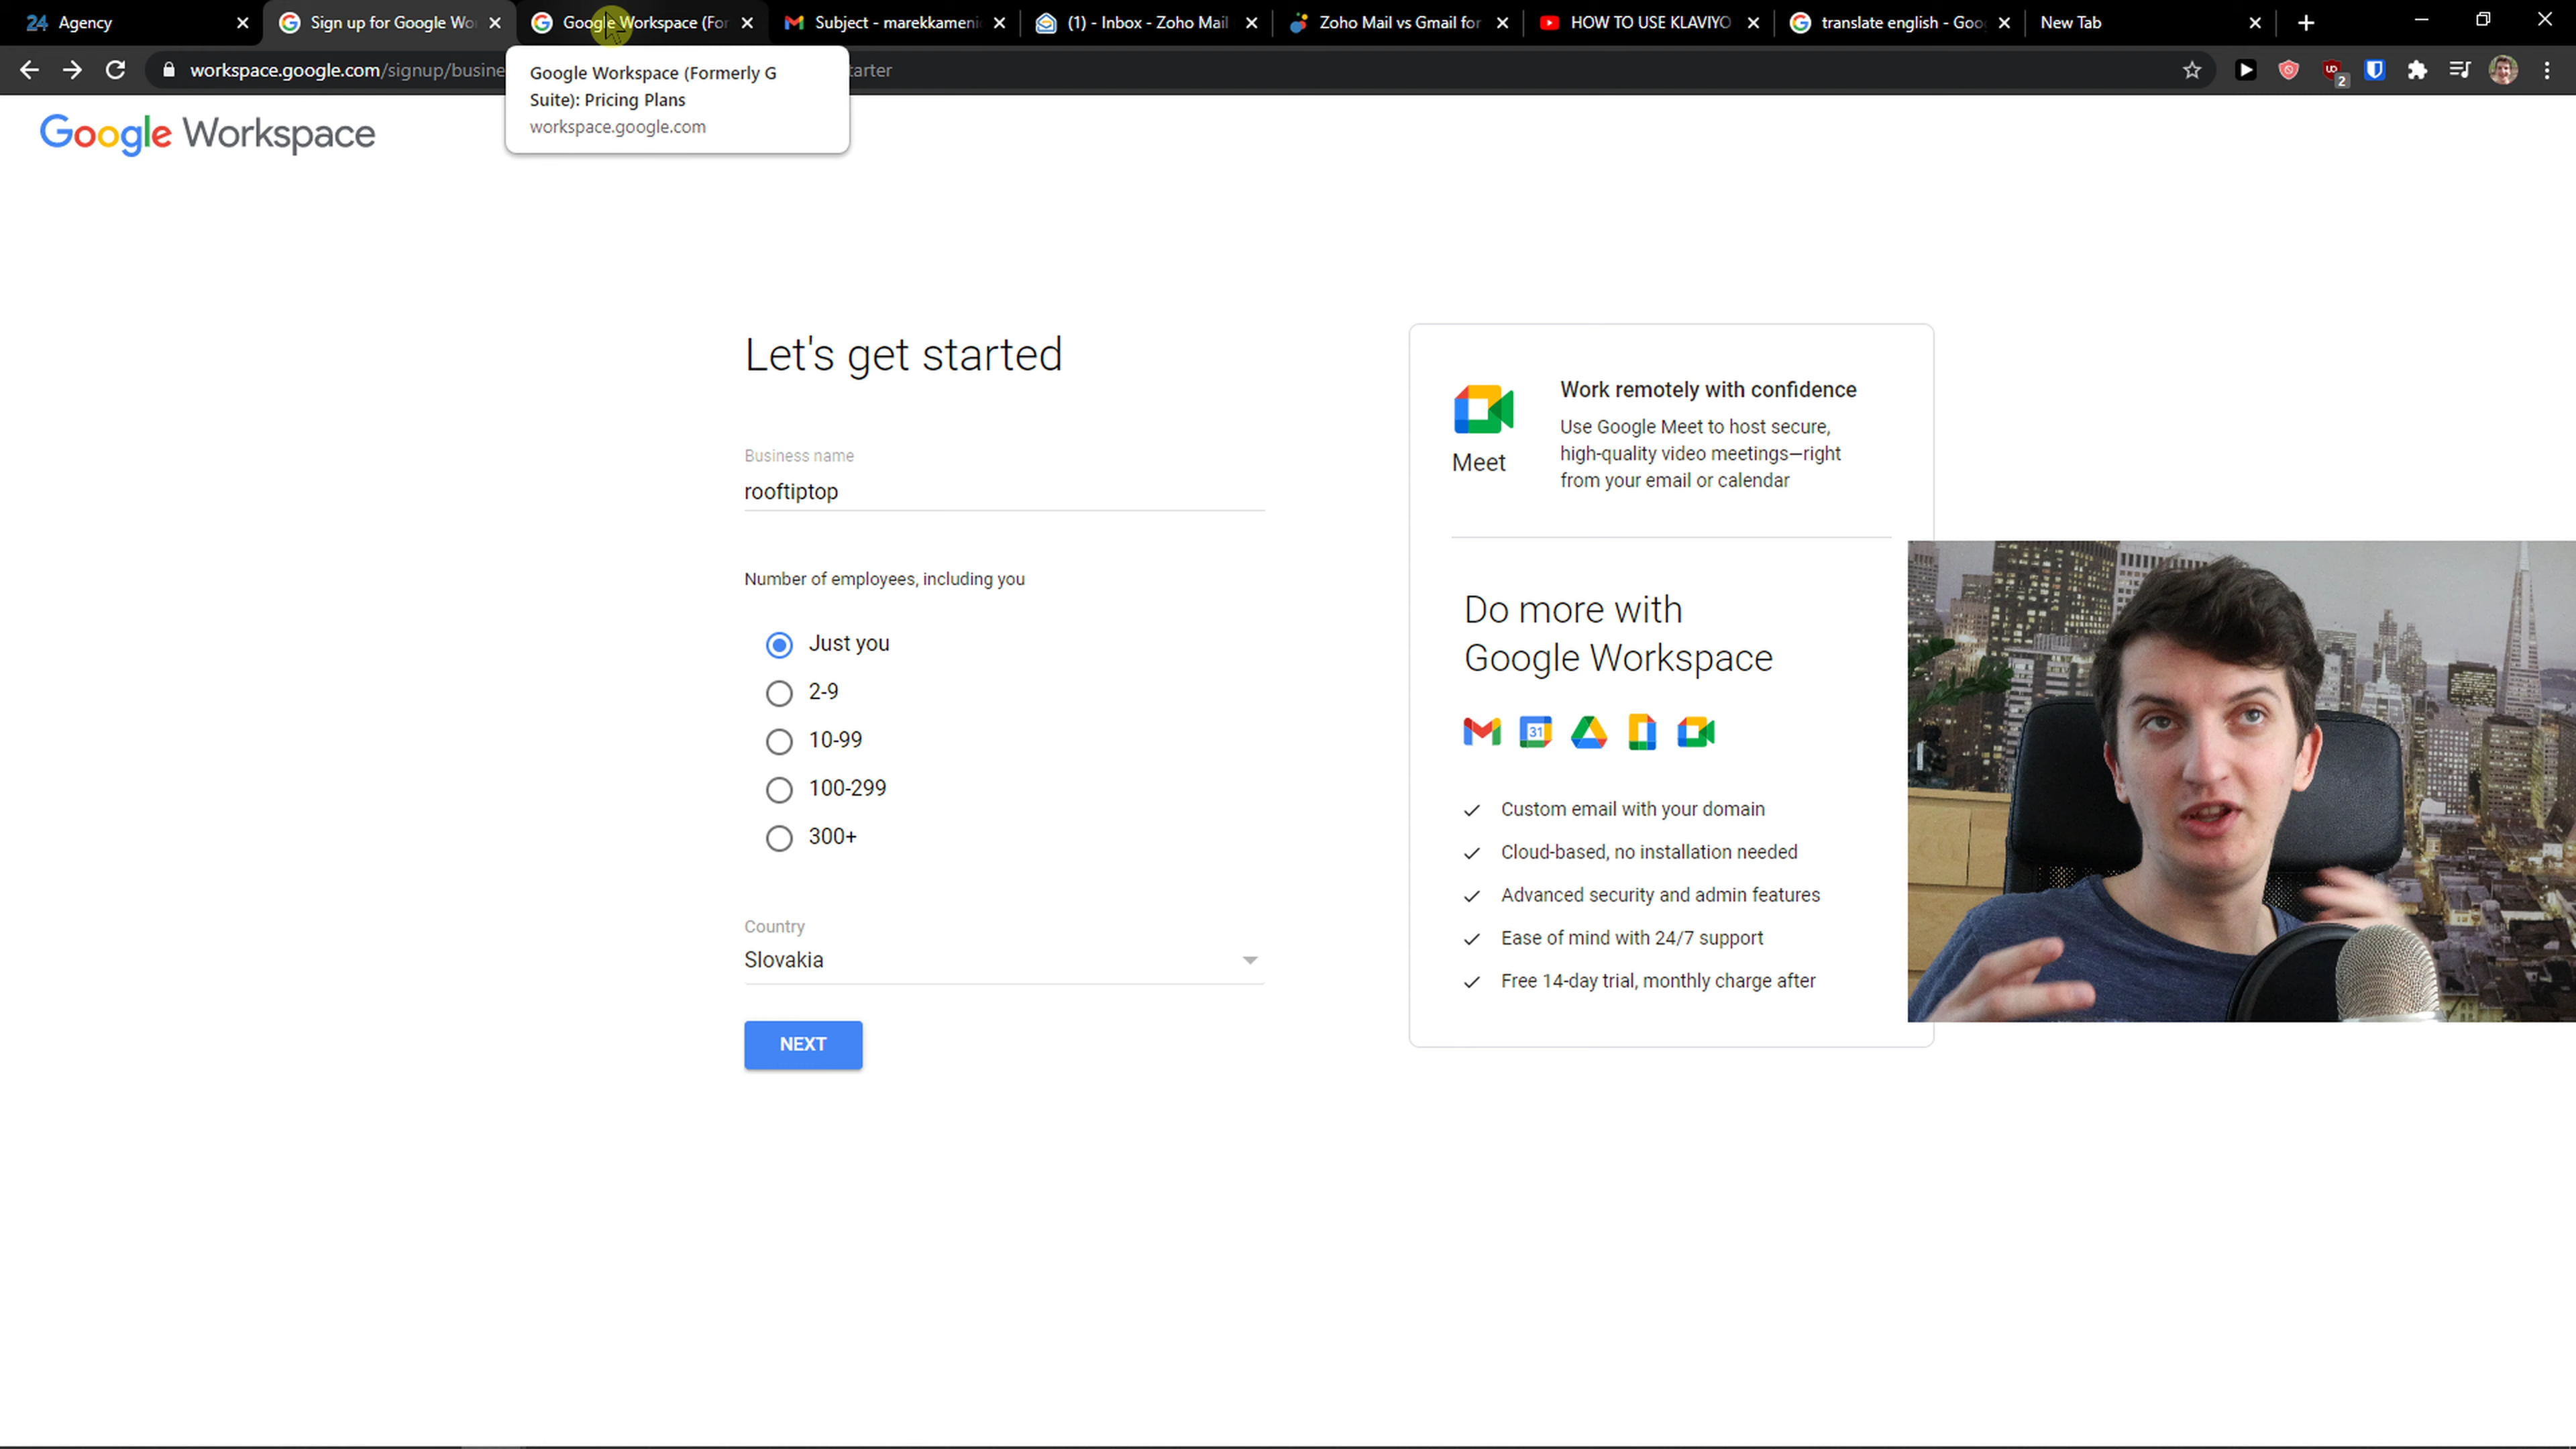 24 Agency
Sign up for Google Wo
Google Workspace (For
Subject - marekkameni
(1) - Inbox - Zoho Mail
Zoho Mail vs Gmail for
HOW TO USE KLAVIYO
translate english - Goo
New Tab
workspace.google.com/signup/busine
tarter
2
Google Workspace (Formerly G
Suite): Pricing Plans
workspace.google.com
Google Workspace
Let's get started
Business name
rooftiptop
Number of employees, including you
Just you
2-9
10-99
100-299
300+
Country
Slovakia
NEXT
Meet
Work remotely with confidence
Use Google Meet to host secure,
high-quality video meetings—right
from your email or calendar
Do more with
Google Workspace
31
Custom email with your domain
Cloud-based, no installation needed
Advanced security and admin features
Ease of mind with 24/7 support
Free 14-day trial, monthly charge after